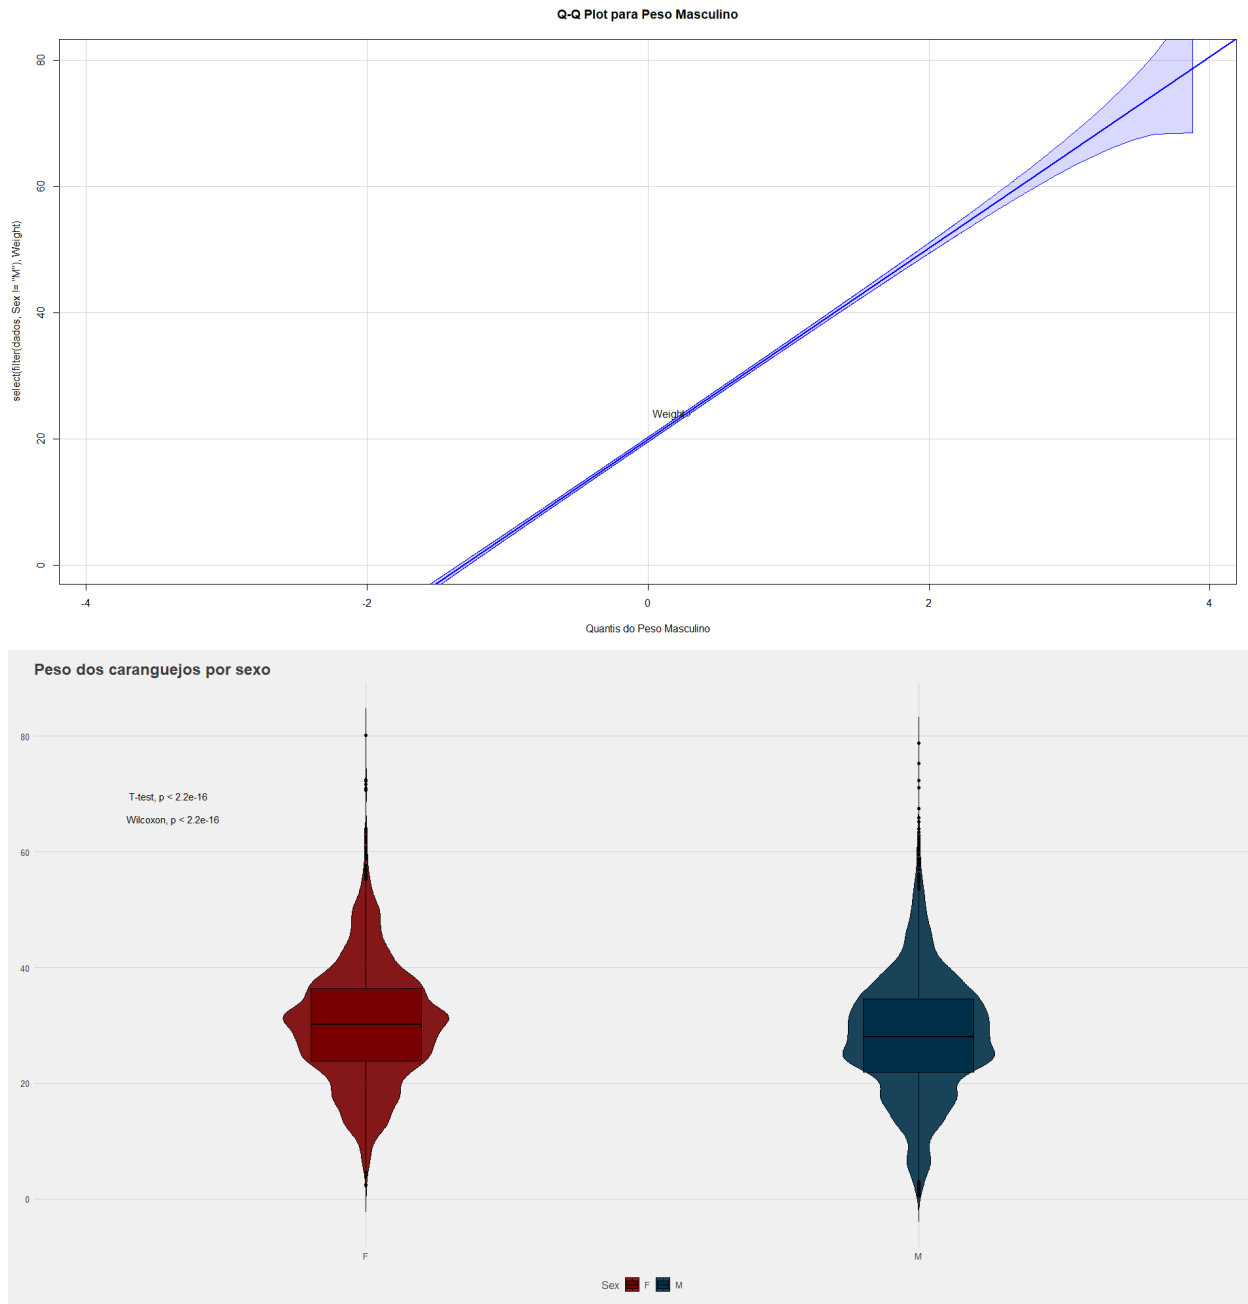 Q-Q Plot para Peso Masculino
80
60
40
20
0
select(filter(dados, Sex != "M"), Weight)
Weight
-4
-2
0
2
4
Quantis do Peso Masculino
Peso dos caranguejos por sexo
80
T-test, p < 2.2e-16
Wilcoxon, p < 2.2e-16
60
40
20
0
F
M
Sex F M